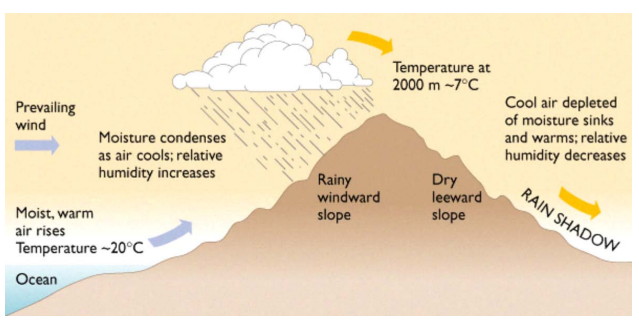 Temperature at
2000 m ~7°C
Cool air depleted
of moisture sinks
and warms; relative
humidity decreases
Prevailing
wind
Moisture condenses
as air cools; relative
humidity increases
Rainy
windward
slope
Dry
leeward
slope
RAIN SHADOW
Moist, warm
air rises
Temperature ~20°C
Ocean